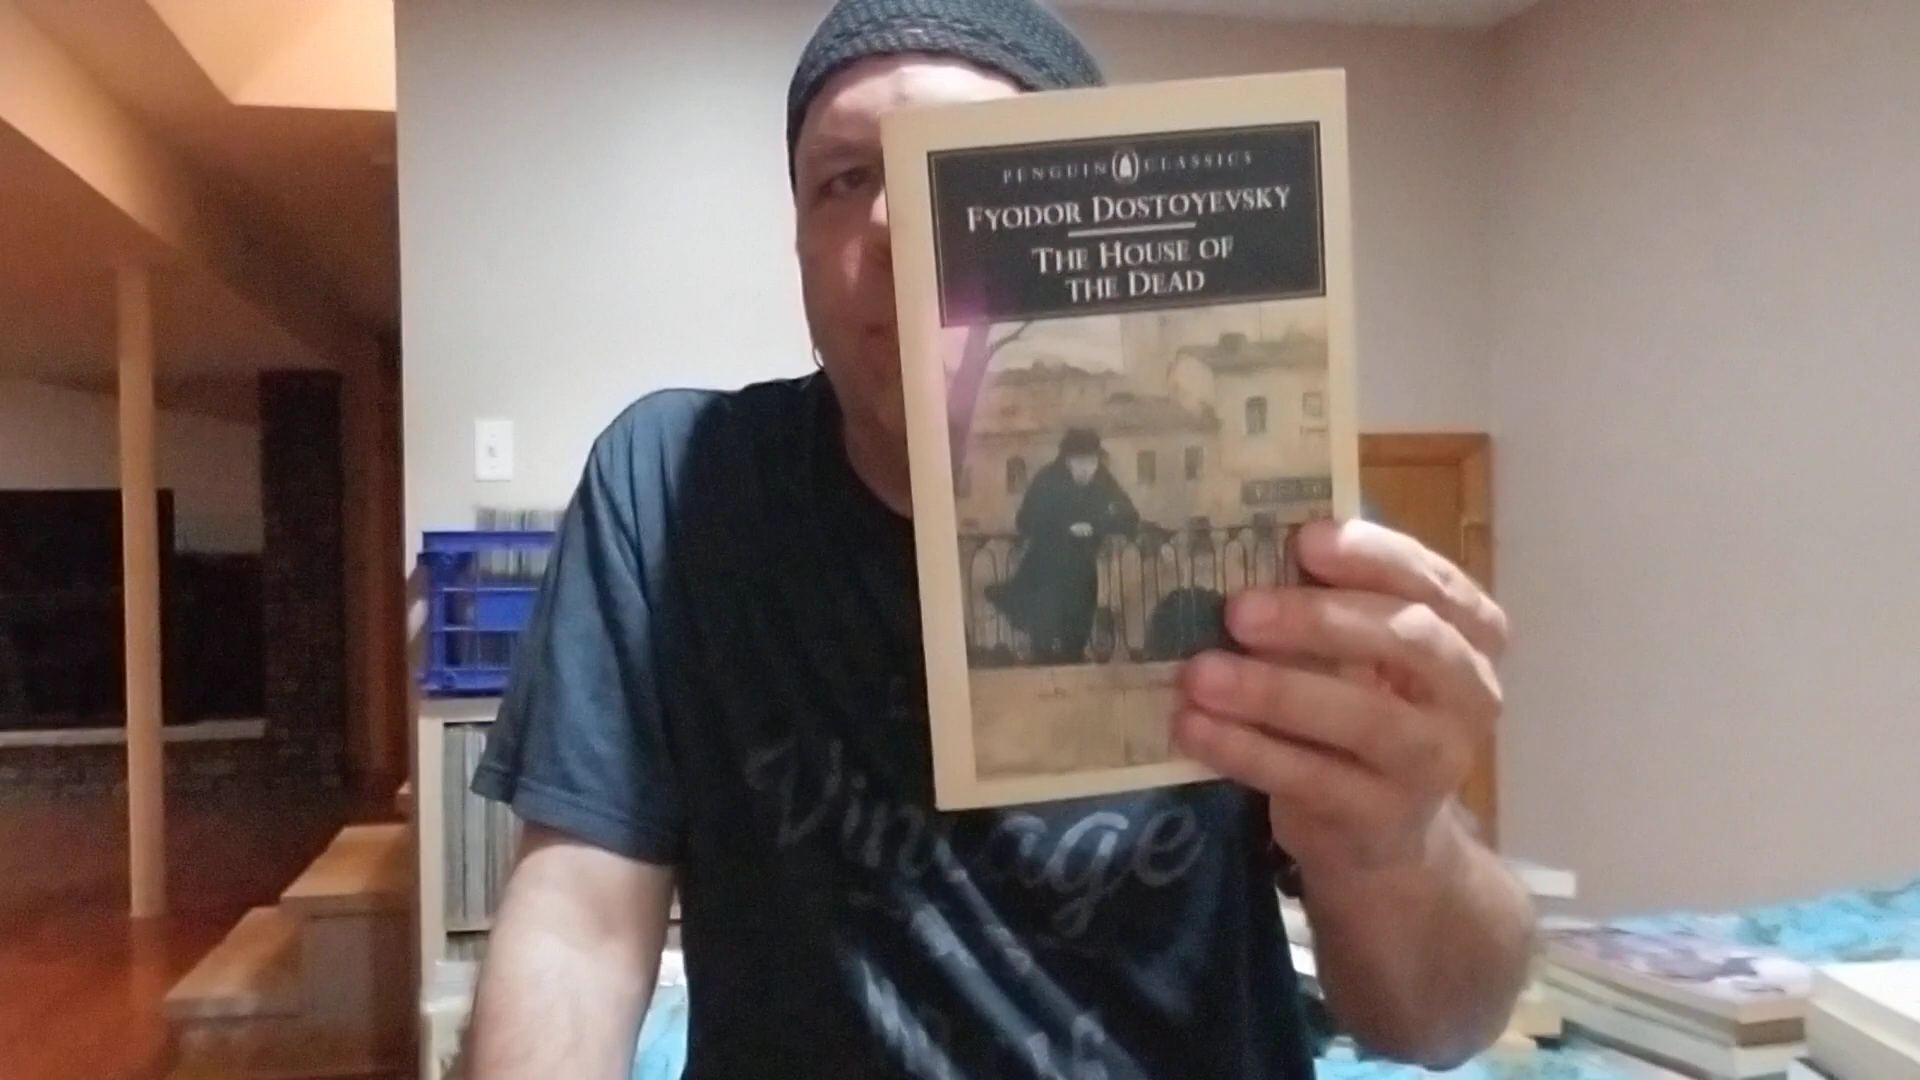 PENGUIN CLASSICS
FYODOR DOSTOYEVSKY
THE HOUSE OF
THE DEAD
Vintage